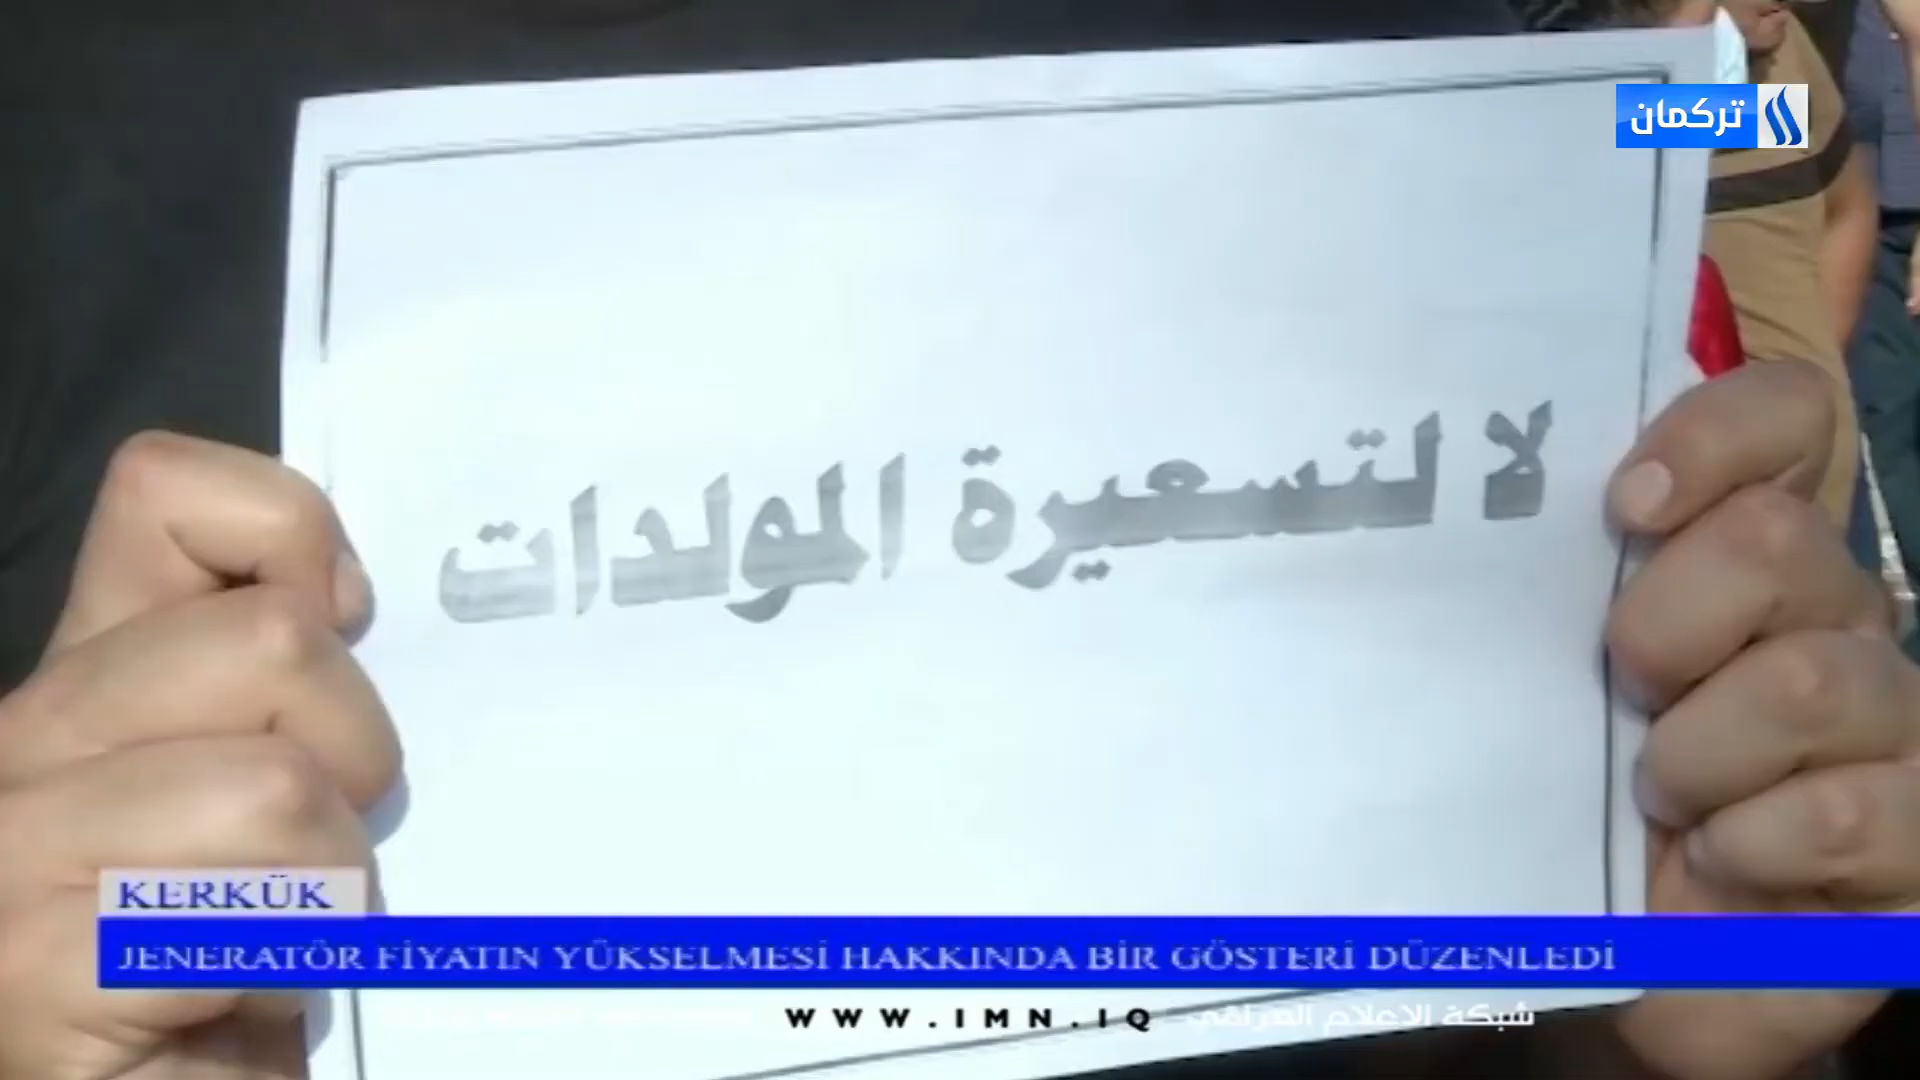 تركمان
لا لتسعيرة المولدات
KERKÜK
JENERATÖR FİYATIN YÜKSELMESİ HAKKINDA BİR GÖSTERİ DÜZENLEDİ
WWW.IMN.IQ شبكة الاعلام العراقي